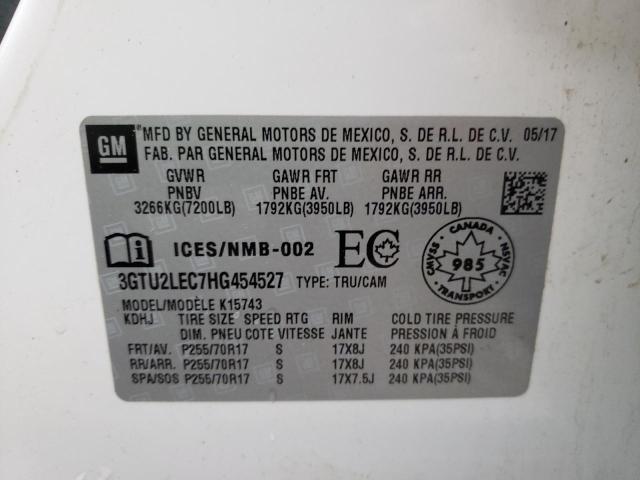 GM
MFD BY GENERAL MOTORS DE MEXICO, S. DE R.L. DE C.V. 05/17
FAB. PAR GENERAL MOTORS DE MEXICO, S. DE R.L. DE C.V.
GVWR GAWR FRT GAWR RR
PNBV PNBE AV. PNBE ARR.
3266KG(7200LB) 1792KG(3950LB) 1792KG(3950LB)
i ICES/NMB-002 EC
CANADA
CMVSS 985 NSVAC
3GTU2LEC7HG454527 TYPE: TRU/CAM
MODEL/MODÈLE K15743
KDHJ TIRE SIZE SPEED RTG RIM COLD TIRE PRESSURE
DIM. PNEU COTE VITESSE JANTE PRESSION À FROID
FRT/AV. P255/70R17 S 17X8J 240 KPA(35PSI)
RR/ARR. P255/70R17 S 17X8J 240 KPA(35PSI)
SPA/SOS P255/70R17 S 17X7.5J 240 KPA(35PSI)